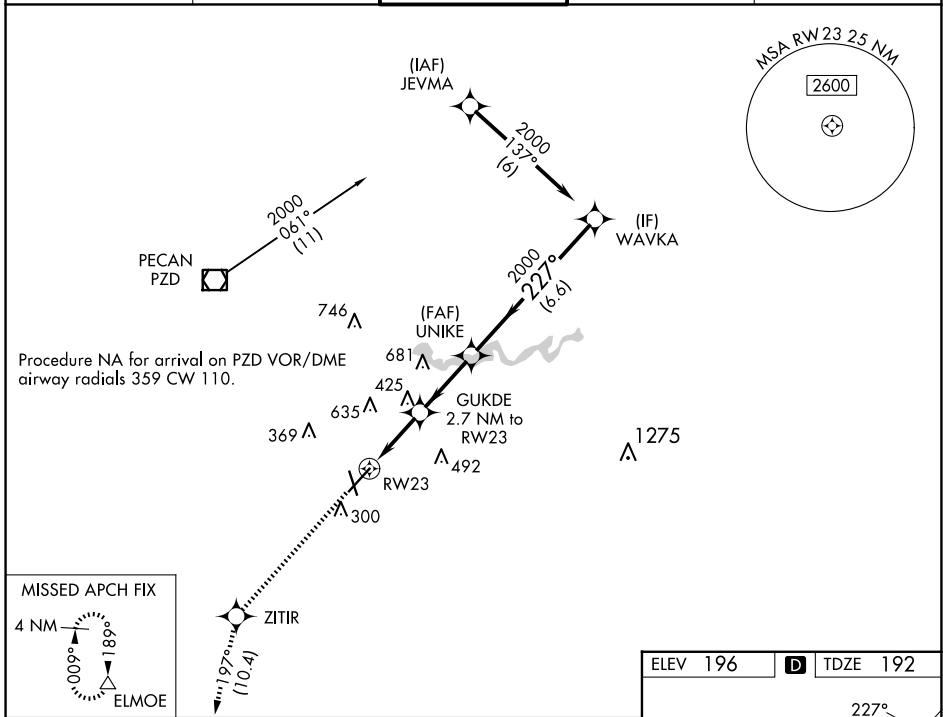 MSA RW23 25 NM
2600
(IAF)
JEVMA
2000
137°
(6)
(IF)
WAVKA
2000
061°
(11)
PECAN
PZD
2000
227°
(6.6)
(FAF)
UNIKE
746
681
Procedure NA for arrival on PZD VOR/DME
airway radials 359 CW 110.
425
635
GUKDE
2.7 NM to
RW23
369
1275
492
RW23
300
MISSED APCH FIX
4 NM
009°
189°
ELMOE
ZITIR
197°
(10.4)
ELEV 196 D TDZE 192
227°